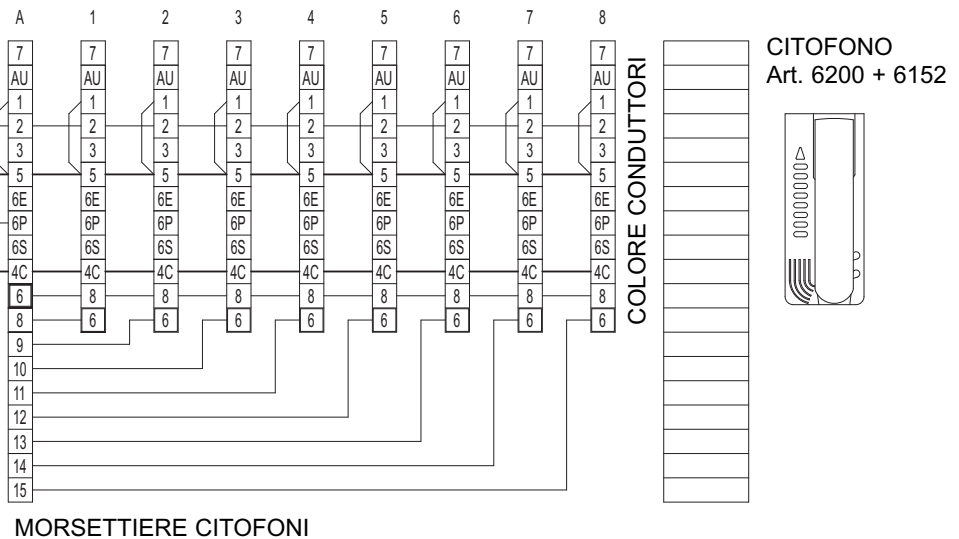 A 1 2 3 4 5 6 7 8
7 7 7 7 7 7 7 7 7
AU AU AU AU AU AU AU AU AU
1 1 1 1 1 1 1 1 1
2 2 2 2 2 2 2 2 2
3 3 3 3 3 3 3 3 3
5 5 5 5 5 5 5 5 5
6E 6E 6E 6E 6E 6E 6E 6E 6E
6P 6P 6P 6P 6P 6P 6P 6P 6P
6S 6S 6S 6S 6S 6S 6S 6S 6S
4C 4C 4C 4C 4C 4C 4C 4C 4C
6 8 8 8 8 8 8 8 8
8 6 6 6 6 6 6 6 6
9
10
11
12
13
14
15
COLORE CONDUTTORI
CITOFONO
Art. 6200 + 6152
MORSETTIERE CITOFONI